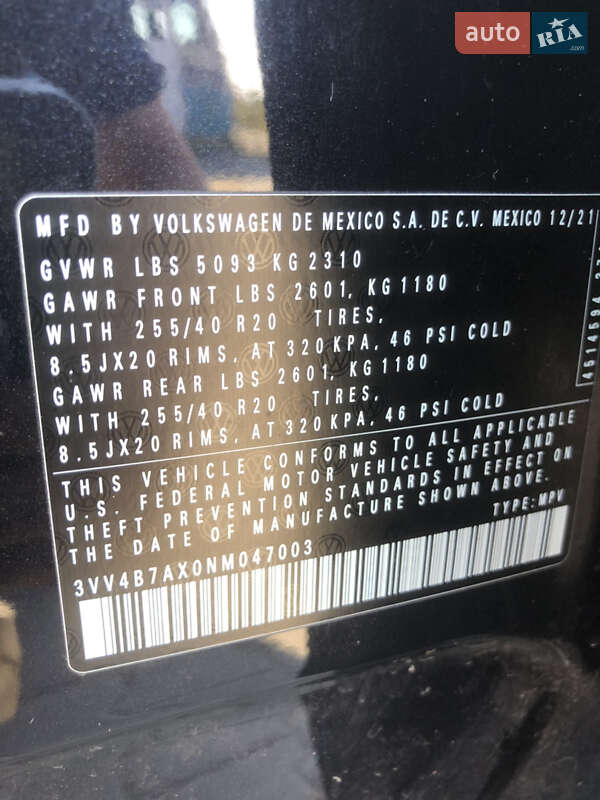 auto RIA.com
MFD BY VOLKSWAGEN DE MEXICO S.A. DE C.V. MEXICO 12/21
GVWR LBS 5093 KG 2310
GAWR FRONT LBS 2601, KG 1180
WITH 255/40 R20 TIRES,
8.5JX20 RIMS, AT 320 KPA, 46 PSI COLD
GAWR REAR LBS 2601, KG 1180
WITH 255/40 R20 TIRES,
8.5JX20 RIMS, AT 320 KPA, 46 PSI COLD
THIS VEHICLE CONFORMS TO ALL APPLICABLE
U.S. FEDERAL MOTOR VEHICLE SAFETY AND
THEFT PREVENTION STANDARDS IN EFFECT ON
THE DATE OF MANUFACTURE SHOWN ABOVE.
TYPE: MPV
3VV4B7AX0NM047003
4514594